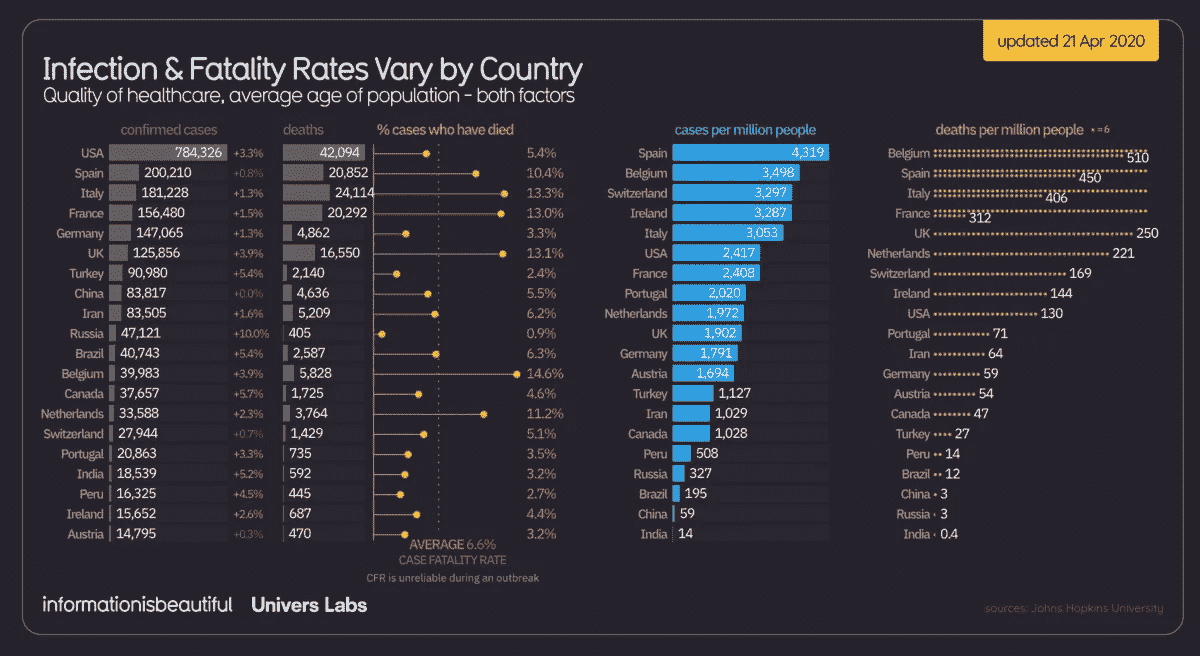 updated 21 Apr 2020
Infection & Fatality Rates Vary by Country
Quality of healthcare, average age of population - both factors
confirmed cases deaths % cases who have died
USA 784,326 +3.3% 42,094 5.4%
Spain 200,210 +0.8% 20,852 10.4%
Italy 181,228 +1.3% 24,114 13.3%
France 156,480 +1.5% 20,292 13.0%
Germany 147,065 +1.3% 4,862 3.3%
UK 125,856 +3.9% 16,550 13.1%
Turkey 90,980 +5.4% 2,140 2.4%
China 83,817 +0.0% 4,636 5.5%
Iran 83,505 +1.6% 5,209 6.2%
Russia 47,121 +10.0% 405 0.9%
Brazil 40,743 +5.4% 2,587 6.3%
Belgium 39,983 +3.9% 5,828 14.6%
Canada 37,657 +5.7% 1,725 4.6%
Netherlands 33,588 +2.3% 3,764 11.2%
Switzerland 27,944 +0.7% 1,429 5.1%
Portugal 20,863 +3.3% 735 3.5%
India 18,539 +5.2% 592 3.2%
Peru 16,325 +4.5% 445 2.7%
Ireland 15,652 +2.6% 687 4.4%
Austria 14,795 +0.3% 470 3.2%
AVERAGE 6.6%
CASE FATALITY RATE
CFR is unreliable during an outbreak
cases per million people
Spain 4,319
Belgium 3,498
Switzerland 3,297
Ireland 3,287
Italy 3,053
USA 2,417
France 2,408
Portugal 2,020
Netherlands 1,972
UK 1,902
Germany 1,791
Austria 1,694
Turkey 1,127
Iran 1,029
Canada 1,028
Peru 508
Russia 327
Brazil 195
China 59
India 14
deaths per million people • =6
Belgium 510
Spain 450
Italy 406
France 312
UK 250
Netherlands 221
Switzerland 169
Ireland 144
USA 130
Portugal 71
Iran 64
Germany 59
Austria 54
Canada 47
Turkey 27
Peru 14
Brazil 12
China 3
Russia 3
India 0.4
informationisbeautiful Univers Labs
sources: Johns Hopkins University